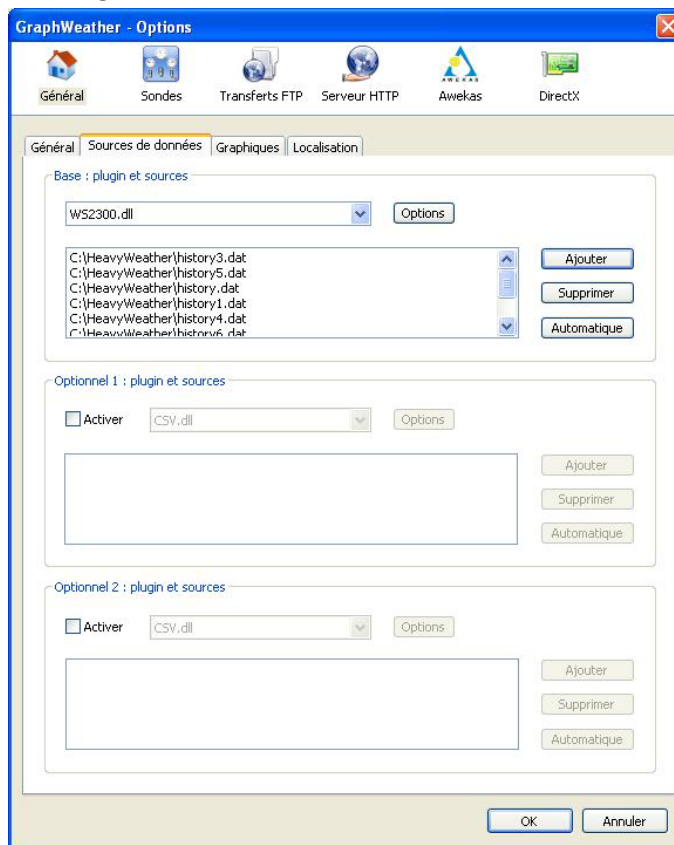 GraphWeather - Options
Général
Sondes
Transferts FTP
Serveur HTTP
AWEKAS
Awekas
DirectX
Général
Sources de données
Graphiques
Localisation
Base : plugin et sources
WS2300.dll
Options
C:\HeavyWeather\history3.dat
C:\HeavyWeather\history5.dat
C:\HeavyWeather\history.dat
C:\HeavyWeather\history1.dat
C:\HeavyWeather\history4.dat
C:\HeavyWeather\history6.dat
Ajouter
Supprimer
Automatique
Optionnel 1 : plugin et sources
Activer
CSV.dll
Options
Ajouter
Supprimer
Automatique
Optionnel 2 : plugin et sources
Activer
CSV.dll
Options
Ajouter
Supprimer
Automatique
OK
Annuler